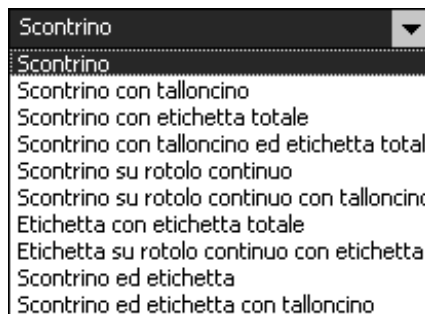 Scontrino
Scontrino
Scontrino con talloncino
Scontrino con etichetta totale
Scontrino con talloncino ed etichetta total
Scontrino su rotolo continuo
Scontrino su rotolo continuo con talloncino
Etichetta con etichetta totale
Etichetta su rotolo continuo con etichetta
Scontrino ed etichetta
Scontrino ed etichetta con talloncino